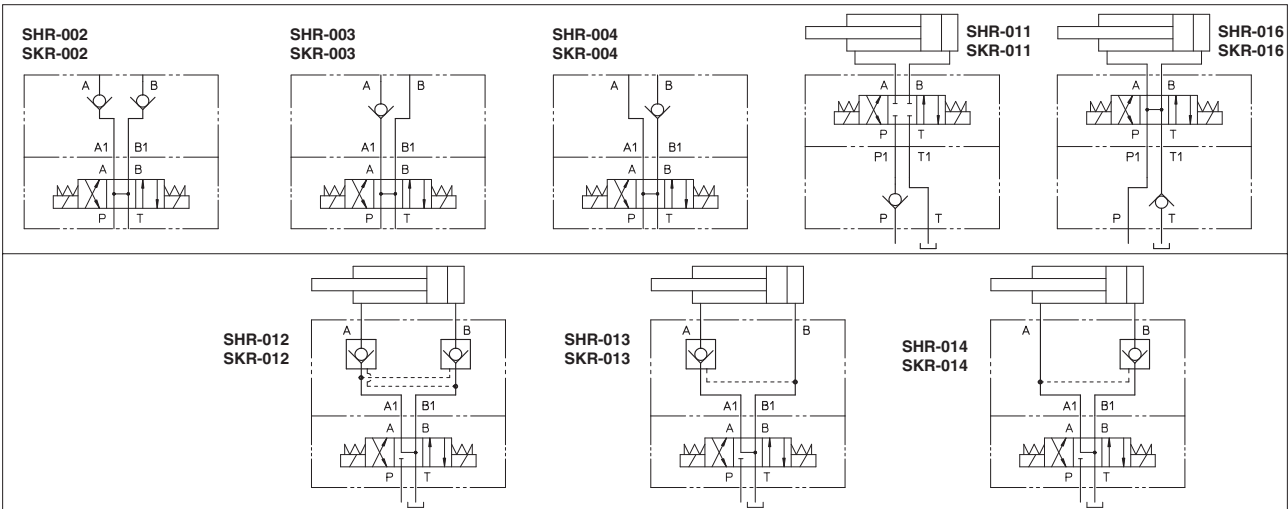 SHR-002
SKR-002
A B
A1 B1
A B
P T
SHR-003
SKR-003
A B
A1 B1
A B
P T
SHR-004
SKR-004
A B
A1 B1
A B
P T
SHR-011
SKR-011
A B
P T
P1 T1
P T
SHR-016
SKR-016
A B
P T
P1 T1
P T
SHR-012
SKR-012
A B
A1 B1
A B
P T
SHR-013
SKR-013
A B
A1 B1
A B
P T
SHR-014
SKR-014
A B
A1 B1
A B
P T